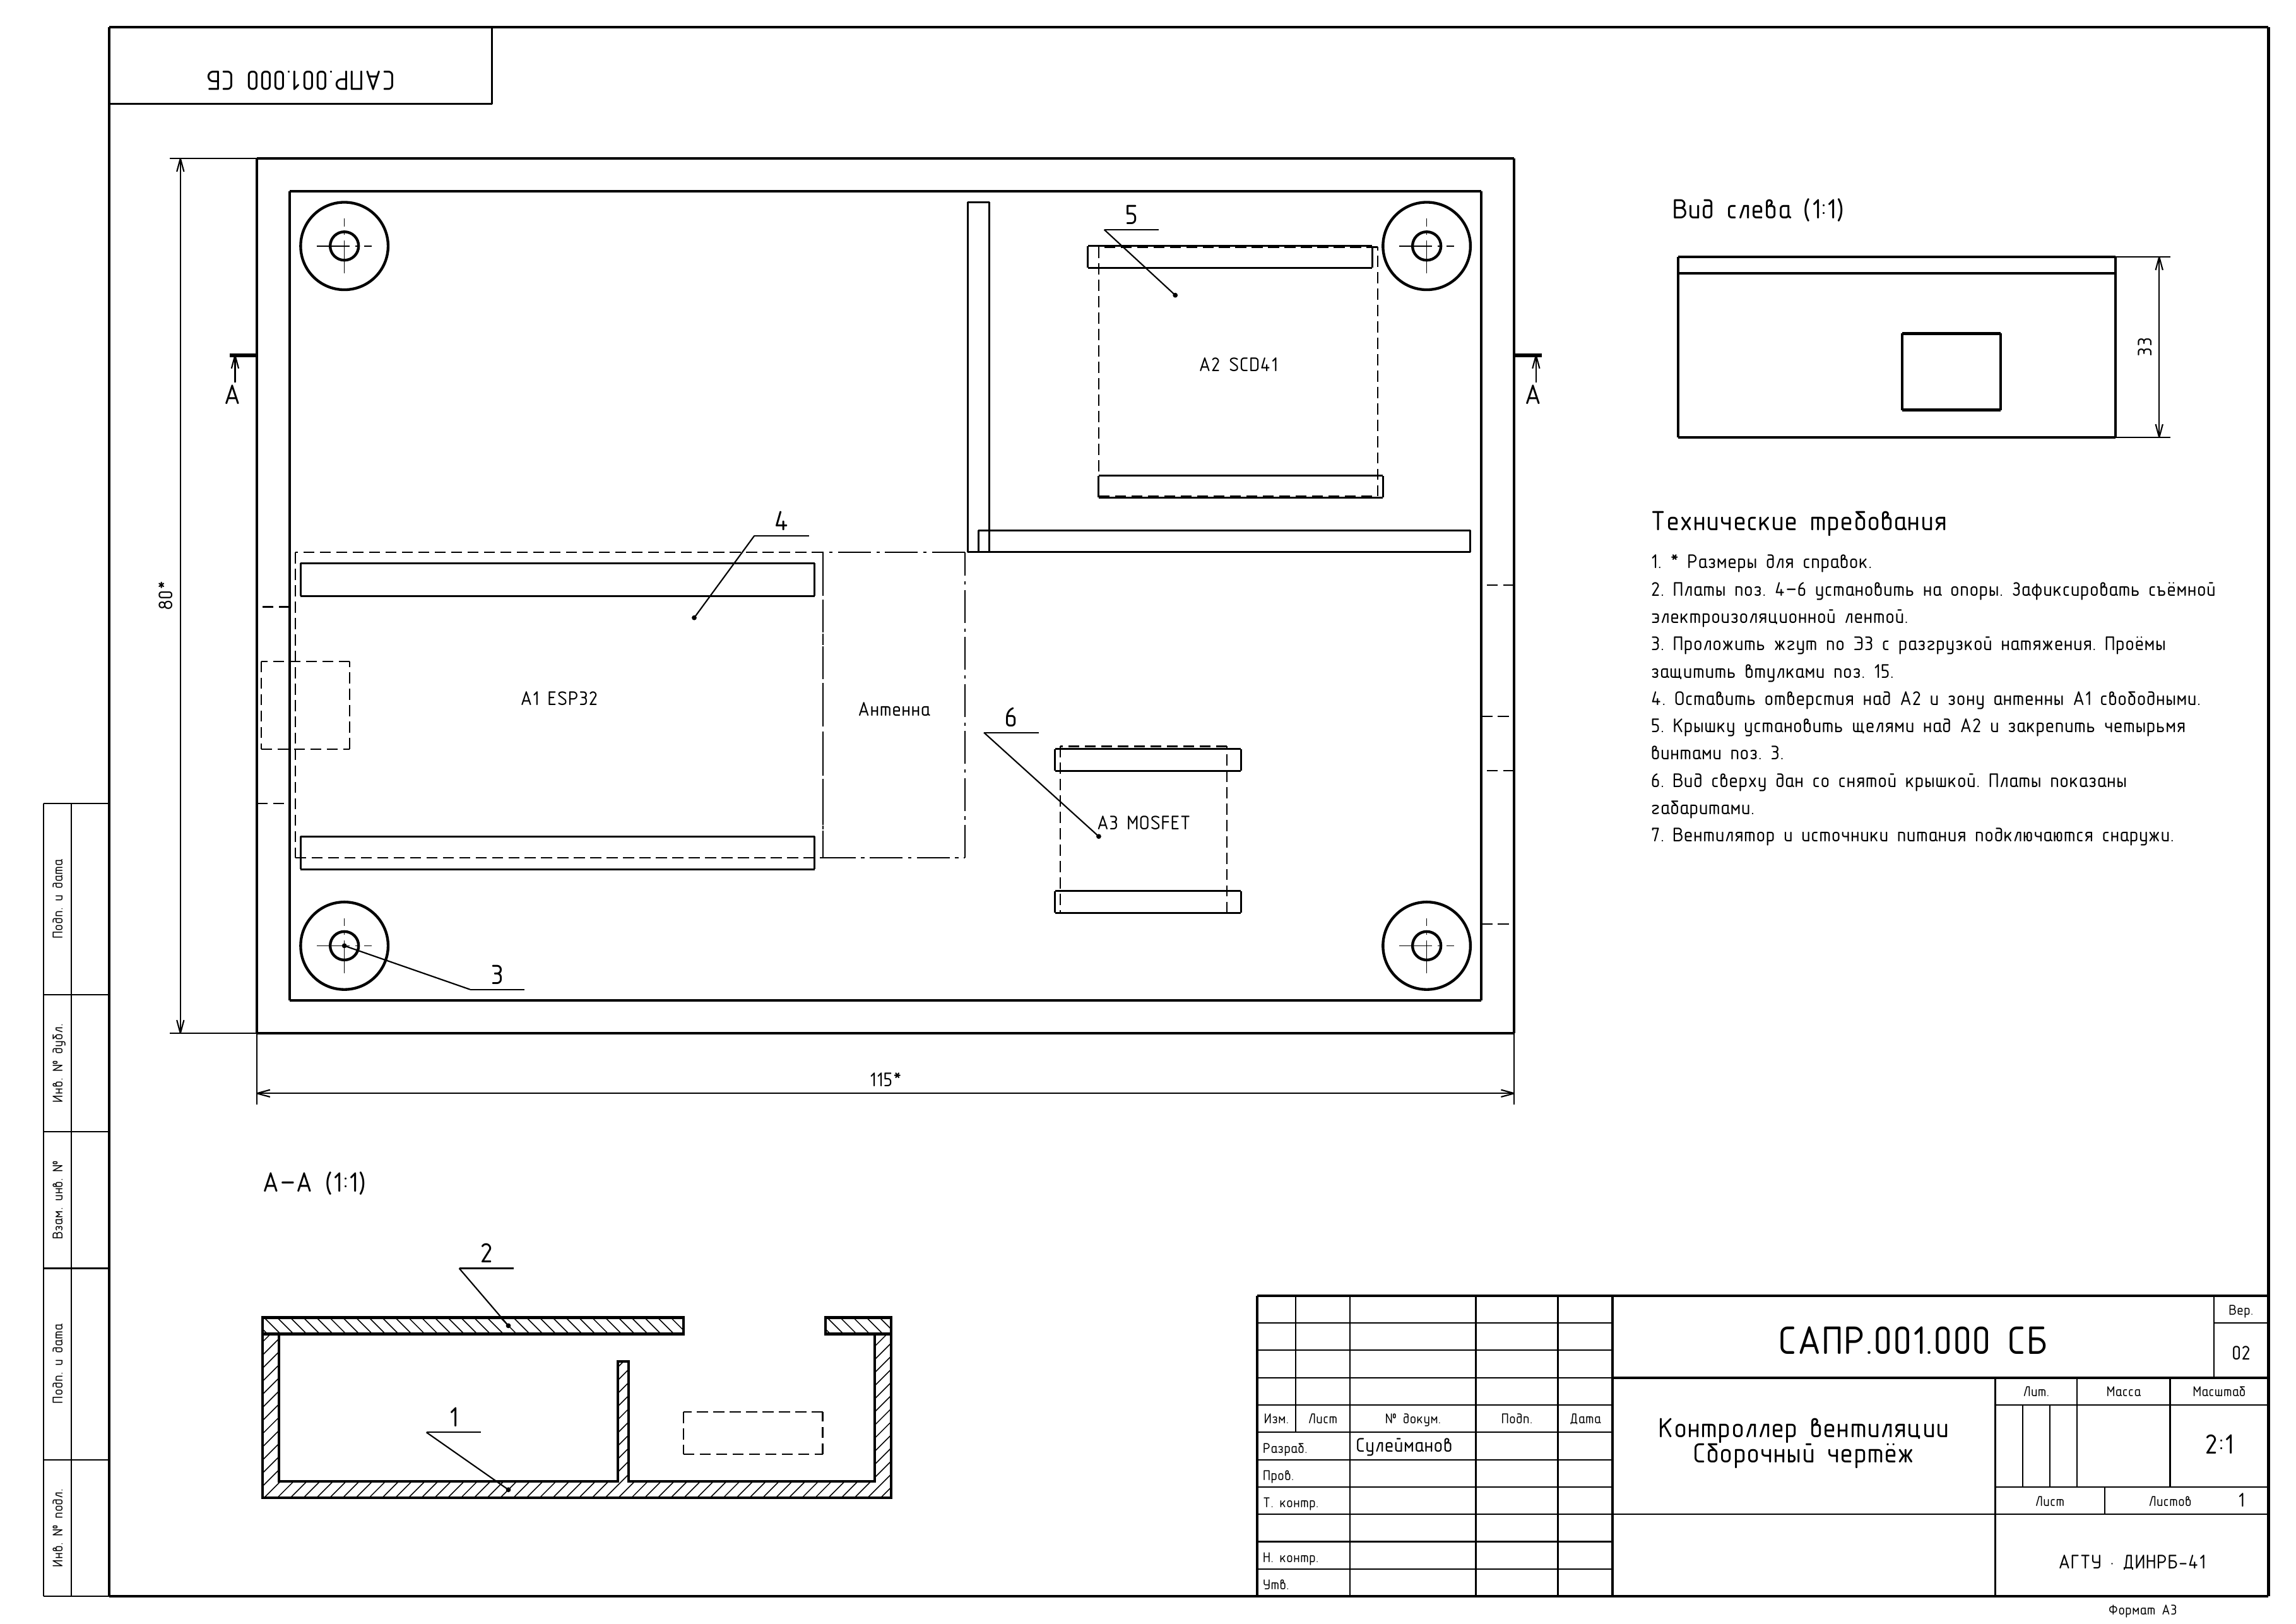 САПР.001.000 СБ
5
А2 SCD41
А
А
4
80*
А1 ESP32
Антенна
6
А3 MOSFET
3
115*
Вид слева (1:1)
33
Технические требования
1. * Размеры для справок.
2. Платы поз. 4–6 установить на опоры. Зафиксировать съёмной
электроизоляционной лентой.
3. Проложить жгут по Э3 с разгрузкой натяжения. Проёмы
защитить втулками поз. 15.
4. Оставить отверстия над А2 и зону антенны А1 свободными.
5. Крышку установить щелями над А2 и закрепить четырьмя
винтами поз. 3.
6. Вид сверху дан со снятой крышкой. Платы показаны
габаритами.
7. Вентилятор и источники питания подключаются снаружи.
А–А (1:1)
2
1
Подп. и дата
Инв. № дубл.
Взам. инв. №
Подп. и дата
Инв. № подл.
САПР.001.000 СБ
Вер.
02
Изм. Лист № докум. Подп. Дата
Разраб. Сулейманов
Пров.
Т. контр.
Н. контр.
Утв.
Контроллер вентиляции
Сборочный чертёж
Лит. Масса Масштаб
2:1
Лист Листов 1
АГТУ · ДИНРБ-41
Формат А3